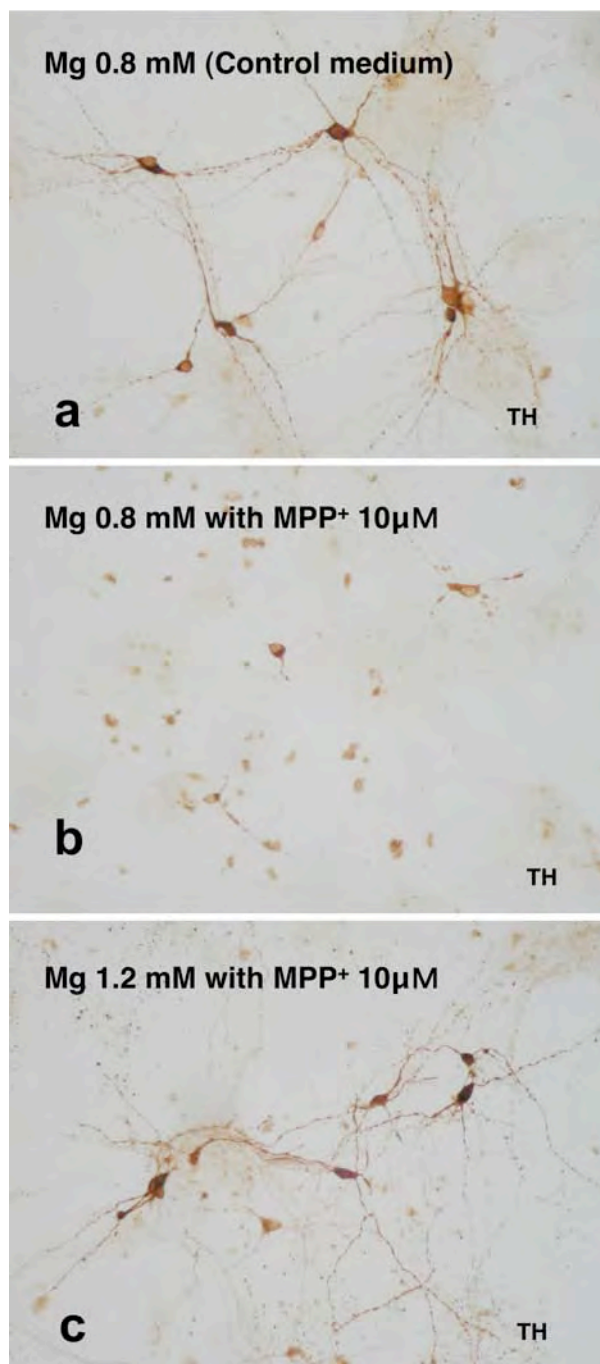 Mg 0.8 mM (Control medium)
a
TH
Mg 0.8 mM with MPP⁺ 10μM
b
TH
Mg 1.2 mM with MPP⁺ 10μM
c
TH